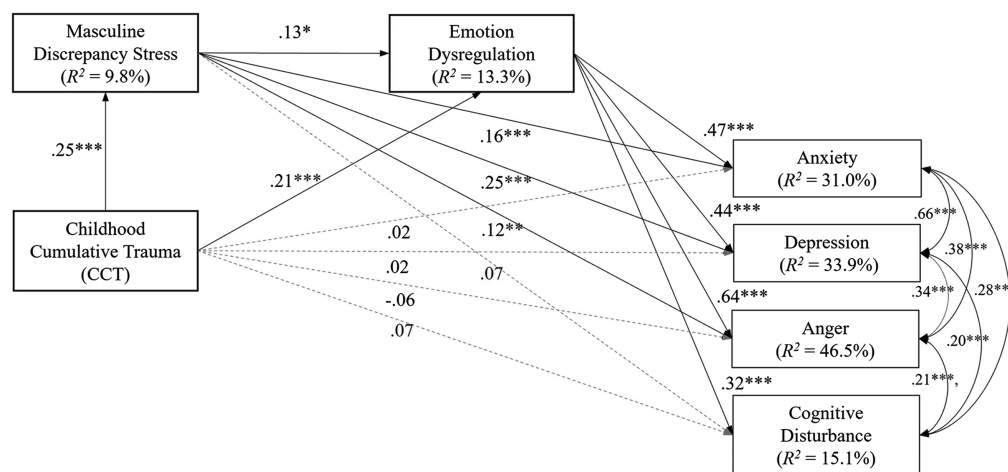 Masculine
Discrepancy Stress
(R² = 9.8%)
.13*
Emotion
Dysregulation
(R² = 13.3%)
.25***
.21***
.16***
.25***
.12**
.07
.47***
.44***
.64***
.32***
Childhood
Cumulative Trauma
(CCT)
.02
.02
-.06
.07
Anxiety
(R² = 31.0%)
Depression
(R² = 33.9%)
Anger
(R² = 46.5%)
Cognitive
Disturbance
(R² = 15.1%)
.66***
.38***
.34***
.28**
.20***
.21***,